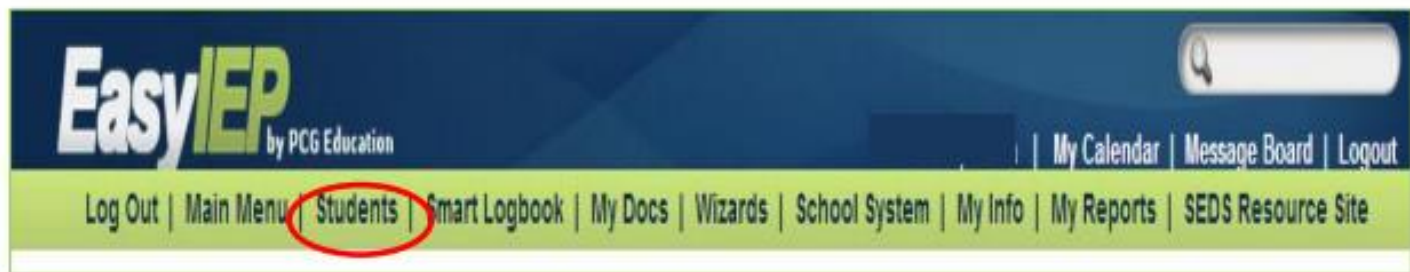 EasyIEP
by PCG Education
| My Calendar | Message Board | Logout
Log Out | Main Menu | Students | Smart Logbook | My Docs | Wizards | School System | My Info | My Reports | SEDS Resource Site